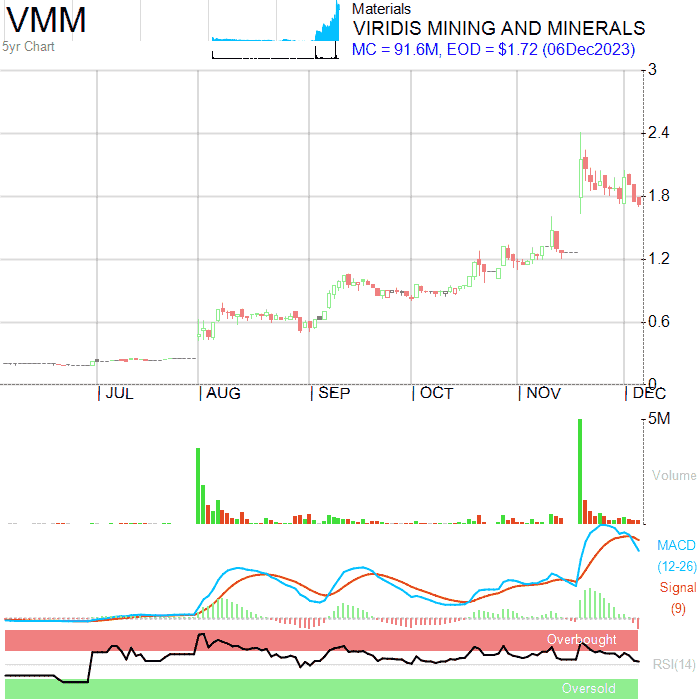 VMM
5yr Chart
Materials
VIRIDIS MINING AND MINERALS
MC = 91.6M, EOD = $1.72 (06Dec2023)
3
2.4
1.8
1.2
0.6
0
JUL
AUG
SEP
OCT
NOV
DEC
5M
Volume
MACD
(12-26)
Signal
(9)
Overbought
RSI(14)
Oversold